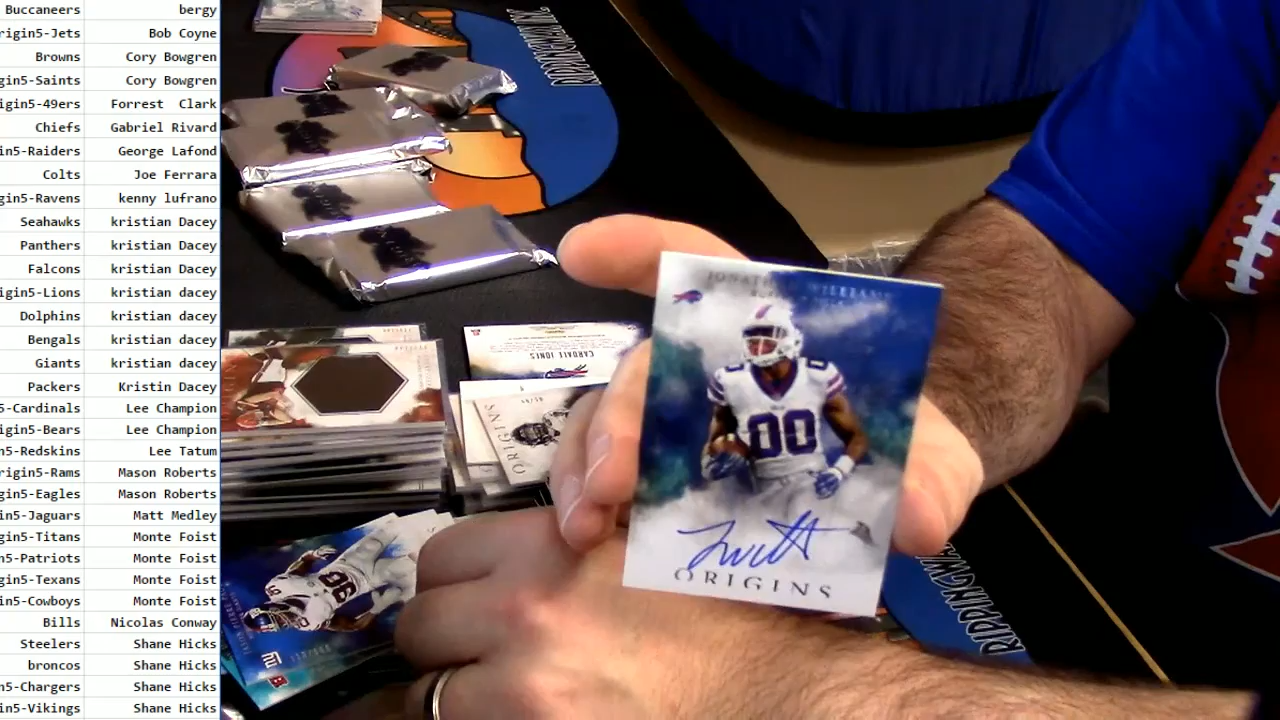 Buccaneers bergy
rigin5-Jets Bob Coyne
Browns Cory Bowgren
igin5-Saints Cory Bowgren
igin5-49ers Forrest Clark
Chiefs Gabriel Rivard
in5-Raiders George Lafond
Colts Joe Ferrara
in5-Ravens kenny lufrano
Seahawks kristian Dacey
Panthers kristian Dacey
Falcons kristian Dacey
igin5-Lions kristian dacey
Dolphins kristian dacey
Bengals kristian dacey
Giants kristian dacey
Packers Kristin Dacey
5-Cardinals Lee Champion
in5-Bears Lee Champion
n5-Redskins Lee Tatum
rigin5-Rams Mason Roberts
gin5-Eagles Mason Roberts
in5-Jaguars Matt Medley
gin5-Titans Monte Foist
n5-Patriots Monte Foist
gin5-Texans Monte Foist
in5-Cowboys Monte Foist
Bills Nicolas Conway
Steelers Shane Hicks
broncos Shane Hicks
n5-Chargers Shane Hicks
n5-Vikings Shane Hicks
CARDALE JONES
ORIGINS
00
ORIGINS